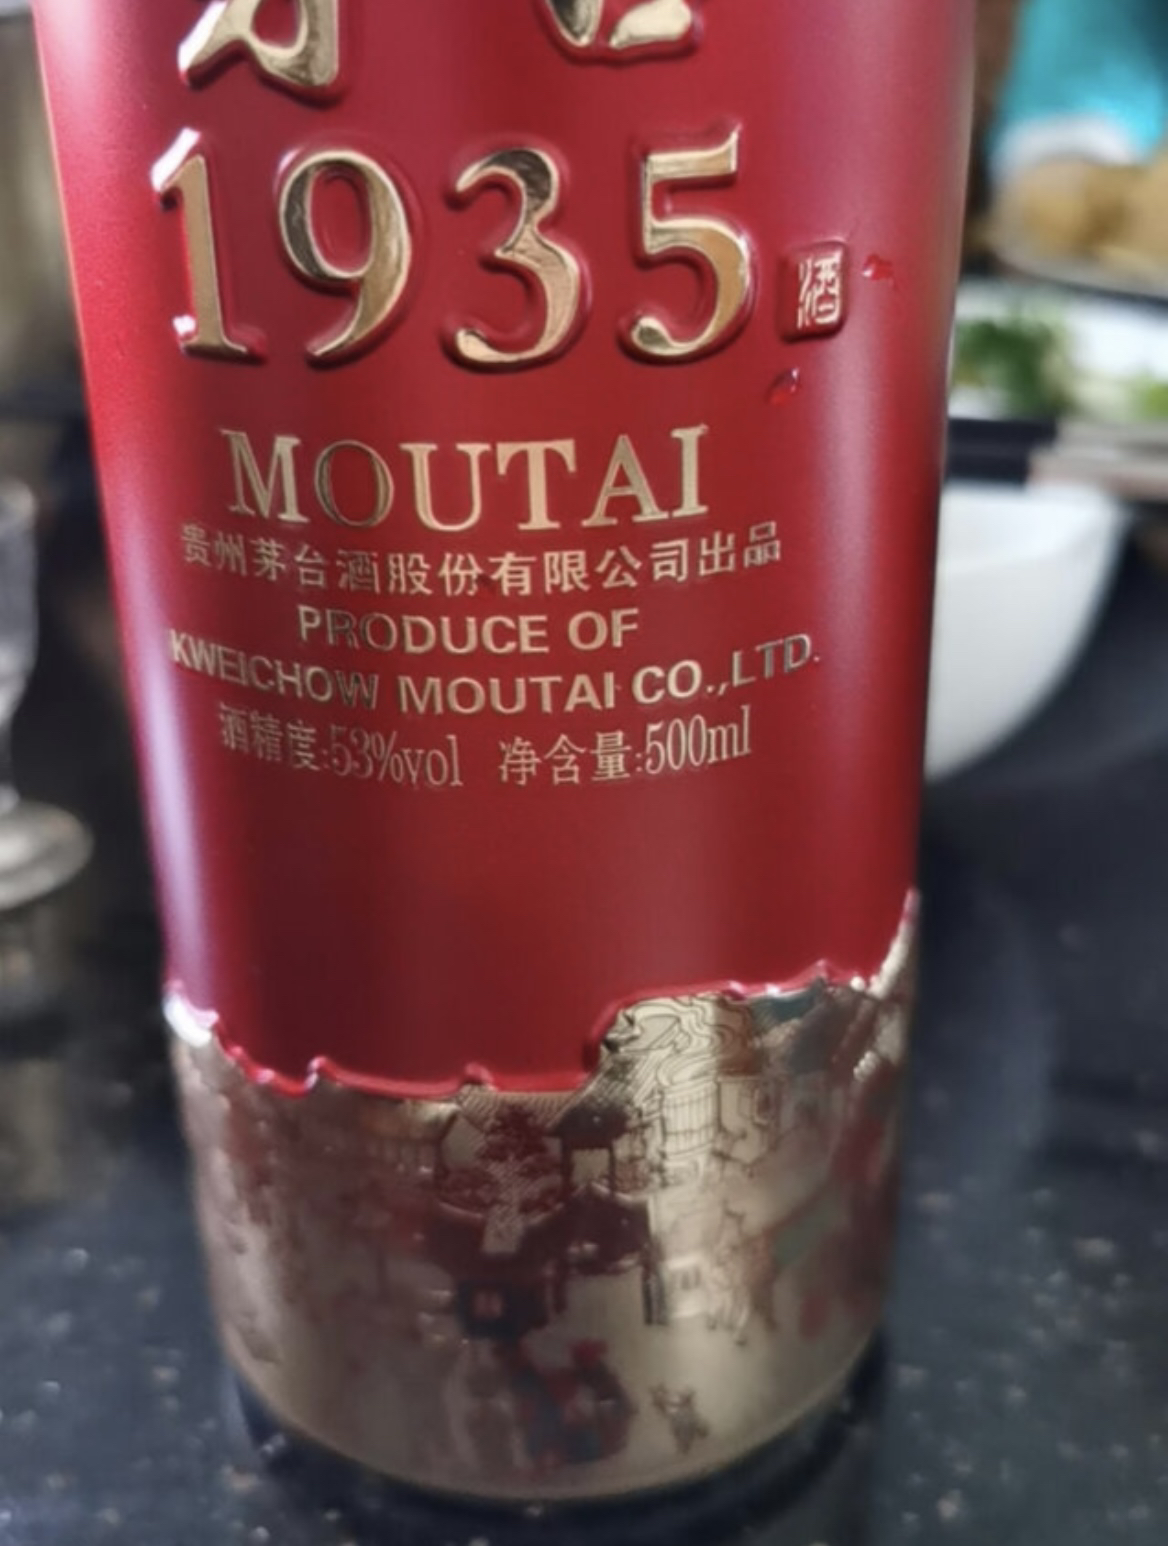 1935
酒
MOUTAI
贵州茅台酒股份有限公司出品
PRODUCE OF
KWEICHOW MOUTAI CO.,LTD.
酒精度:53%vol 净含量:500ml